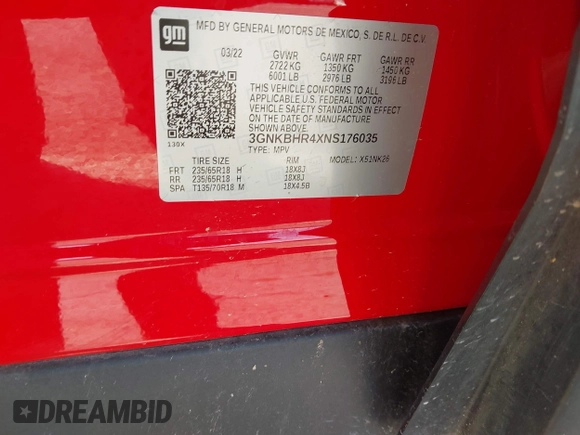 gm
MFD BY GENERAL MOTORS DE MEXICO, S. DE R.L. DE C.V.
03/22 GVWR GAWR FRT GAWR RR
2722 KG 1350 KG 1450 KG
6001 LB 2976 LB 3196 LB
THIS VEHICLE CONFORMS TO ALL
APPLICABLE U.S. FEDERAL MOTOR
VEHICLE SAFETY STANDARDS IN EFFECT
ON THE DATE OF MANUFACTURE
SHOWN ABOVE.
3GNKBHR4XNS176035
130X TYPE: MPV
TIRE SIZE RIM MODEL: X51NK26
FRT 235/65R18 H 18X8J
RR 235/65R18 H 18X8J
SPA T135/70R18 M 18X4.5B
DREAMBID